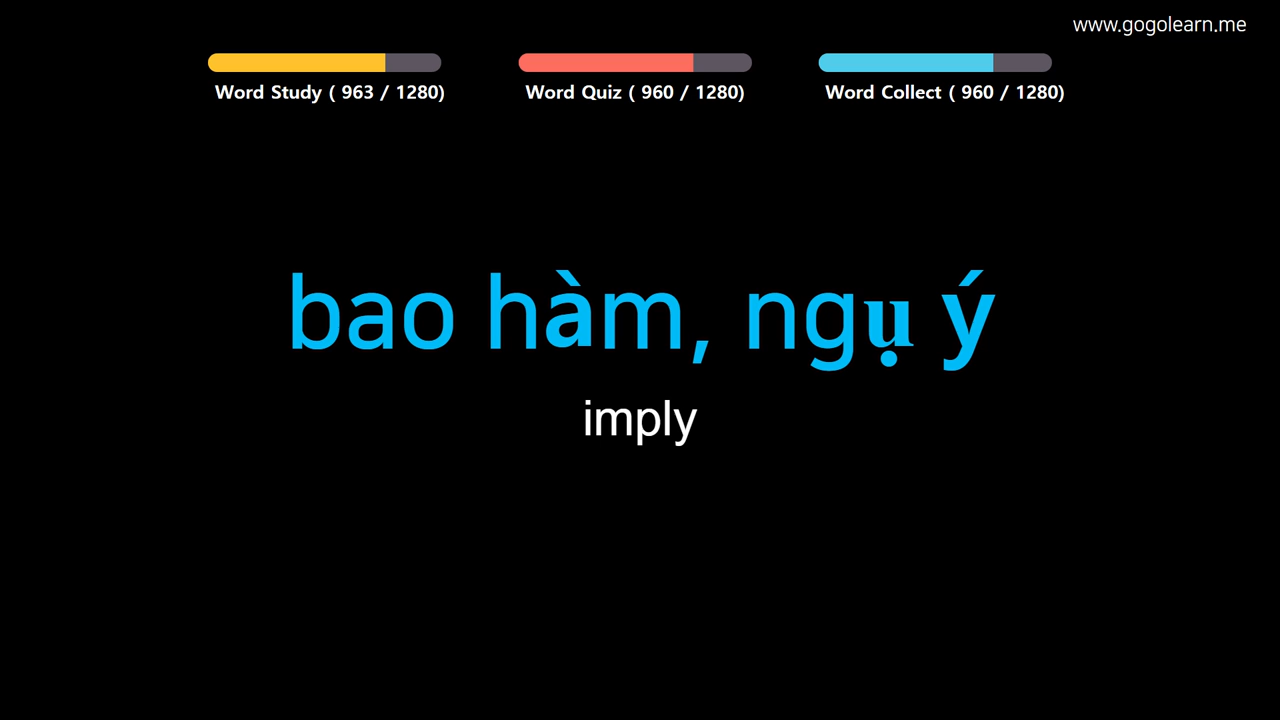 www.gogolearn.me
Word Study ( 963 / 1280)
Word Quiz ( 960 / 1280)
Word Collect ( 960 / 1280)
bao hàm, ngụ ý
imply